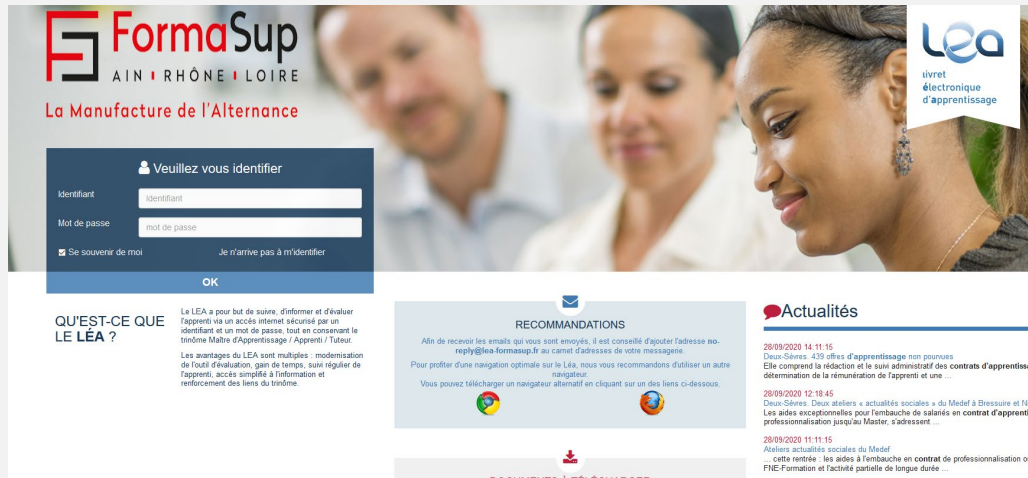 FormaSup
AIN RHÔNE LOIRE
La Manufacture de l'Alternance
Lea
livret
électronique
d'apprentissage
Veuillez vous identifier
Identifiant
Identifiant
Mot de passe
mot de passe
Se souvenir de moi
Je n'arrive pas à m'identifier
OK
QU'EST-CE QUE
LE LÉA ?
Le LEA a pour but de suivre, d'informer et d'évaluer
l'apprenti via un accès internet sécurisé par un
identifiant et un mot de passe, tout en conservant le
trinôme Maître d'Apprentissage / Apprenti / Tuteur.
Les avantages du LEA sont multiples : modernisation
de l'outil d'évaluation, gain de temps, suivi régulier de
l'apprenti, accès simplifié à l'information et
renforcement des liens du trinôme.
RECOMMANDATIONS
Afin de recevoir les emails qui vous sont envoyés, il est conseillé d'ajouter l'adresse no-
reply@lea-formasup.fr au carnet d'adresses de votre messagerie.
Pour profiter d'une navigation optimale sur le Léa, nous vous recommandons d'utiliser un autre
navigateur.
Vous pouvez télécharger un navigateur alternatif en cliquant sur un des liens ci-dessous.
Actualités
28/09/2020 14:11:15
Deux-Sèvres. 439 offres d'apprentissage non pourvues
Elle comprend la rédaction et le suivi administratif des contrats d'apprentissa
détermination de la rémunération de l'apprenti et une ...
28/09/2020 12:18:45
Deux-Sèvres. Deux ateliers « actualités sociales » du Medef à Bressuire et Ni
Les aides exceptionnelles pour l'embauche de salariés en contrat d'apprenti
professionnalisation jusqu'au Master, s'adressent ...
28/09/2020 11:11:15
Ateliers actualités sociales du Medef
... cette rentrée : les aides à l'embauche en contrat de professionnalisation ou
FNE-Formation et l'activité partielle de longue durée ...
DOCUMENTS À TÉLÉCHARGER